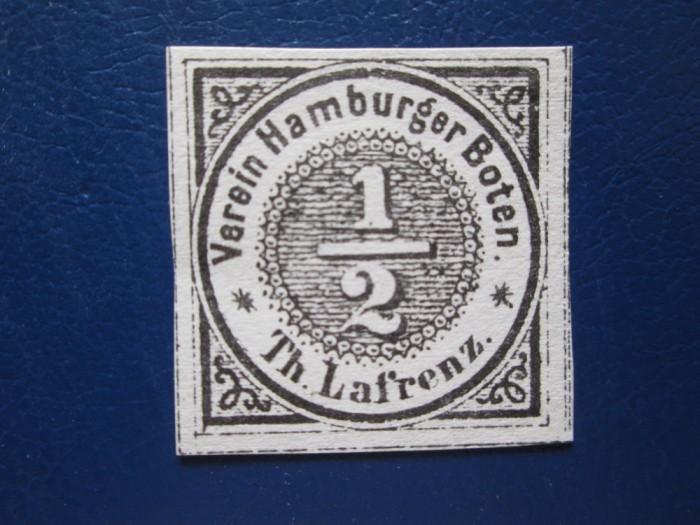 Verein Hamburger Boten.
1/2
Th. Lafrenz.